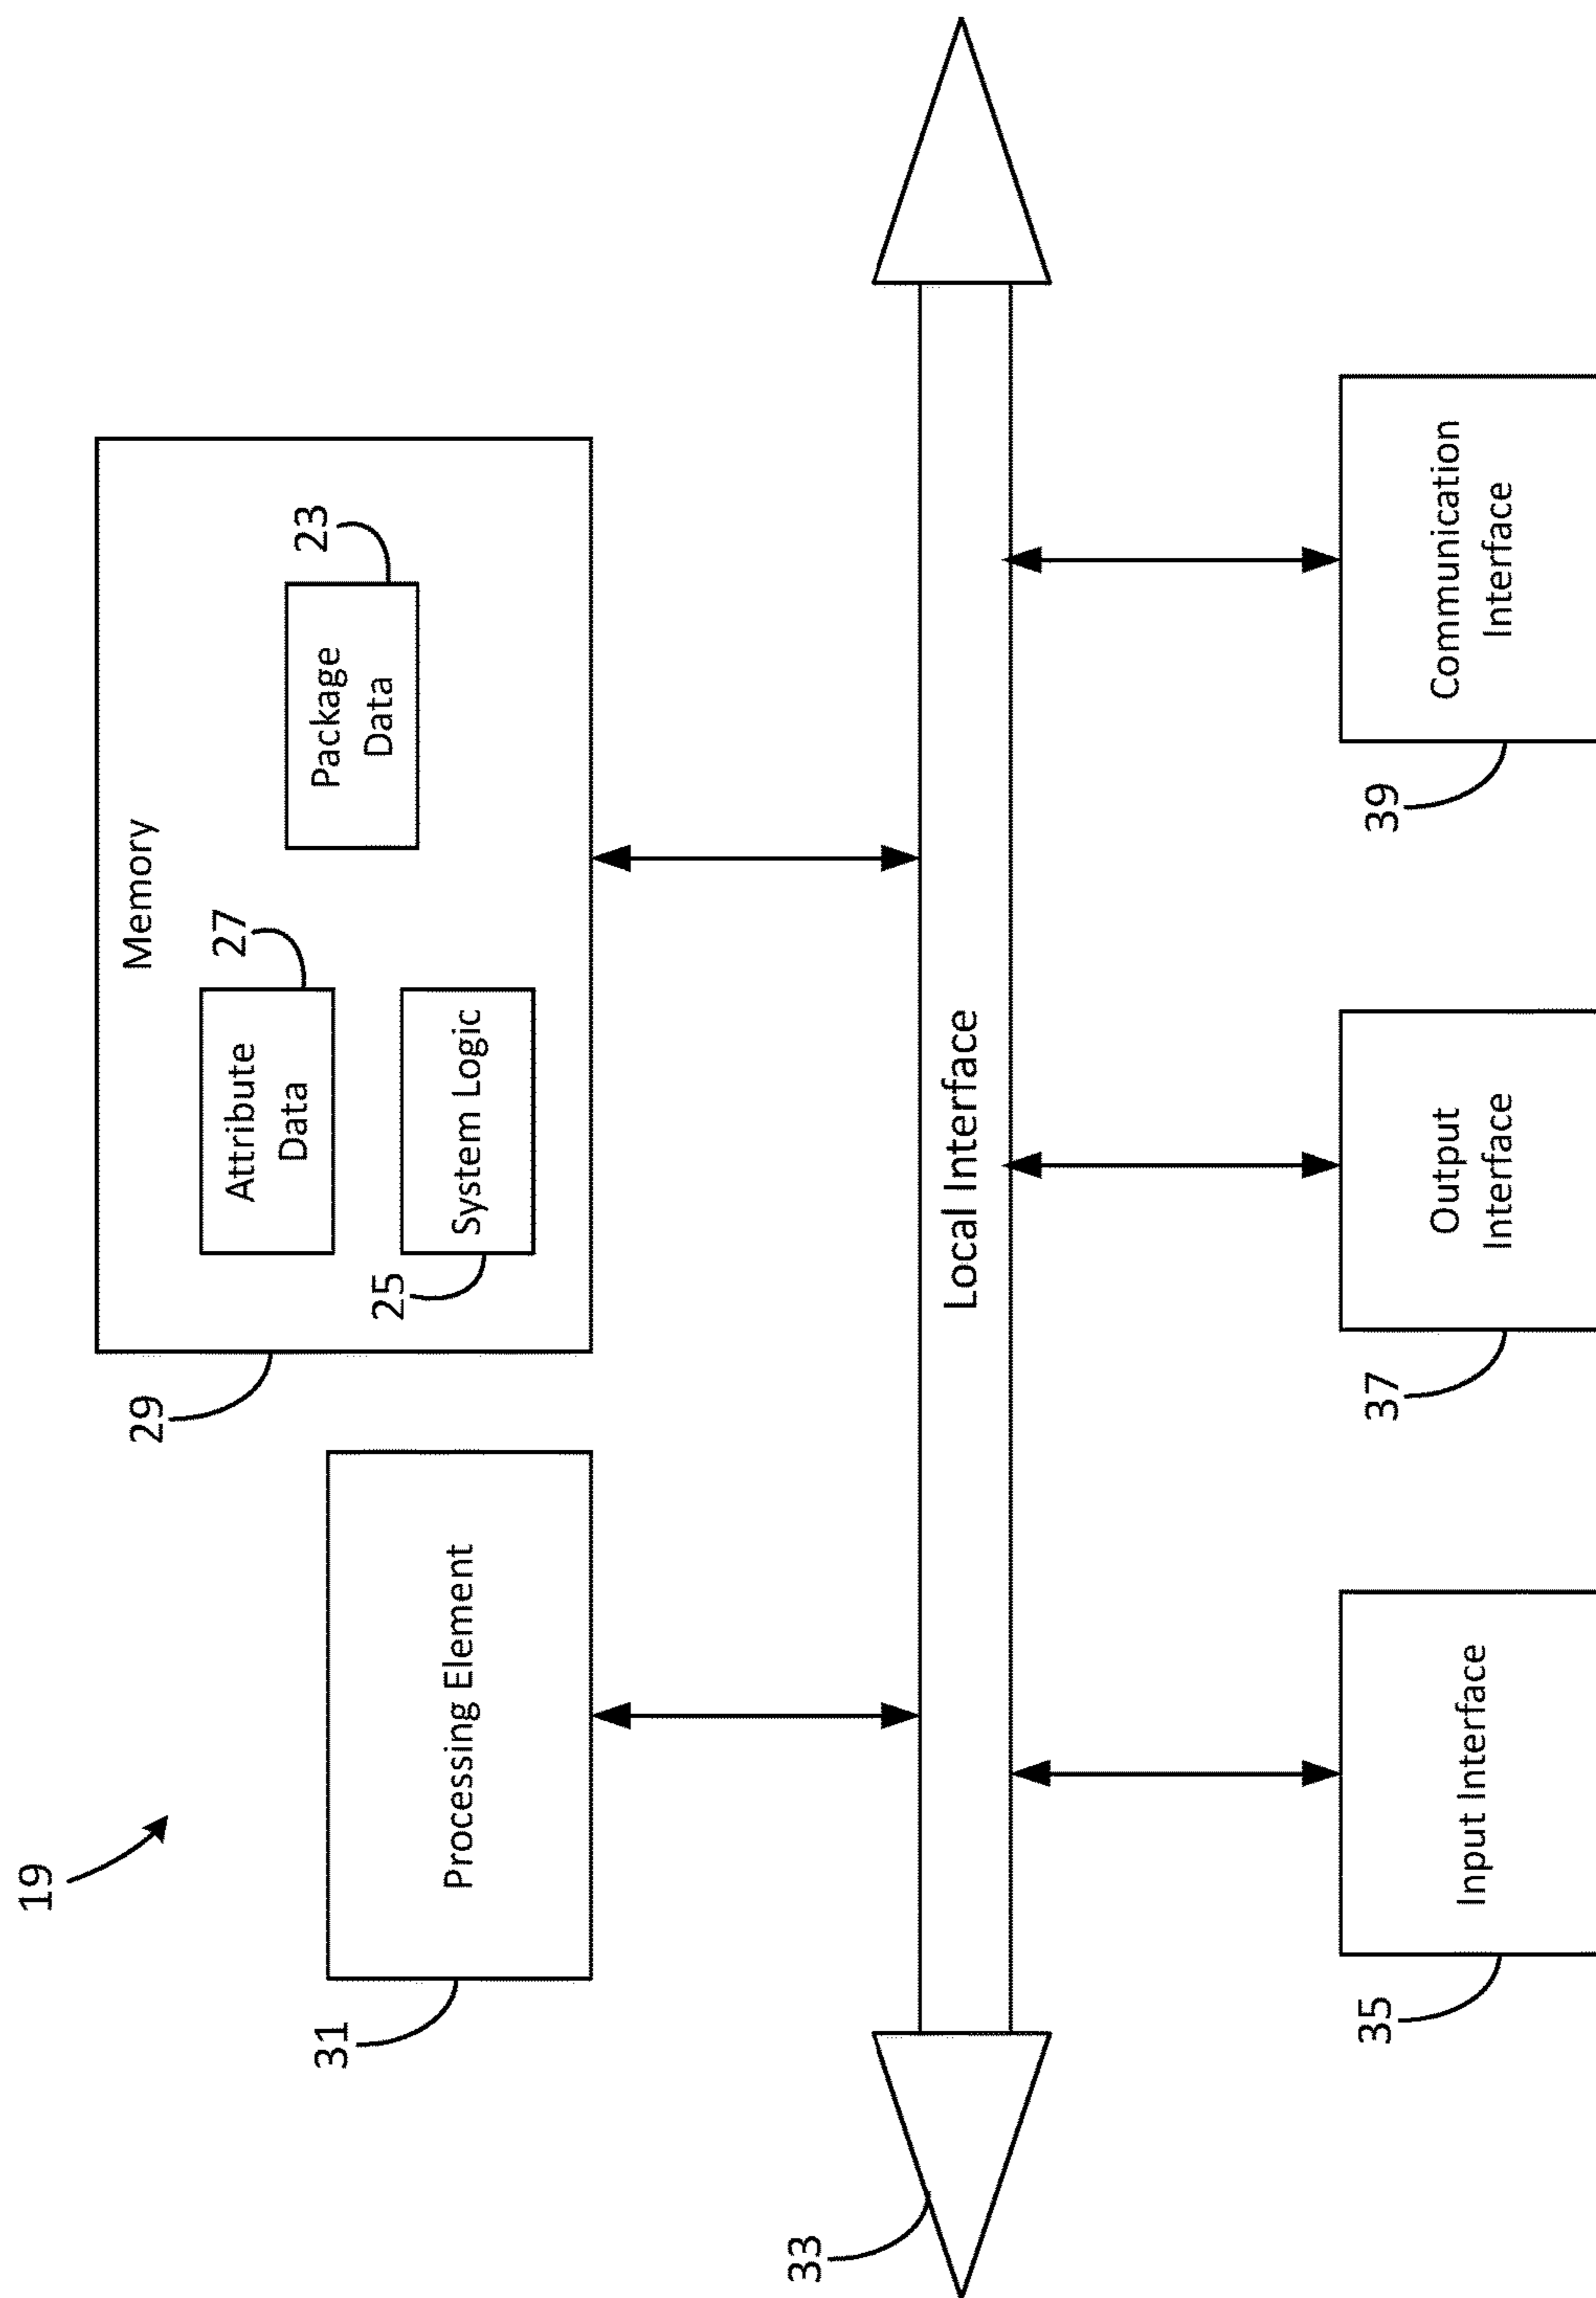 19
31
Processing Element
29
Memory
Attribute
Data
27
25
System Logic
Package
Data
23
33
Local Interface
35
Input Interface
37
Output
Interface
39
Communication
Interface